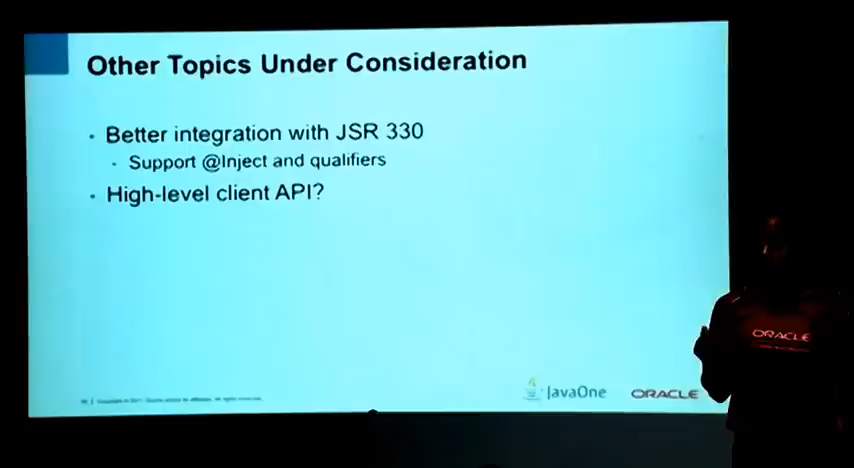 Other Topics Under Consideration
• Better integration with JSR 330
• Support @Inject and qualifiers
• High-level client API?
JavaOne ORACLE
ORACLE